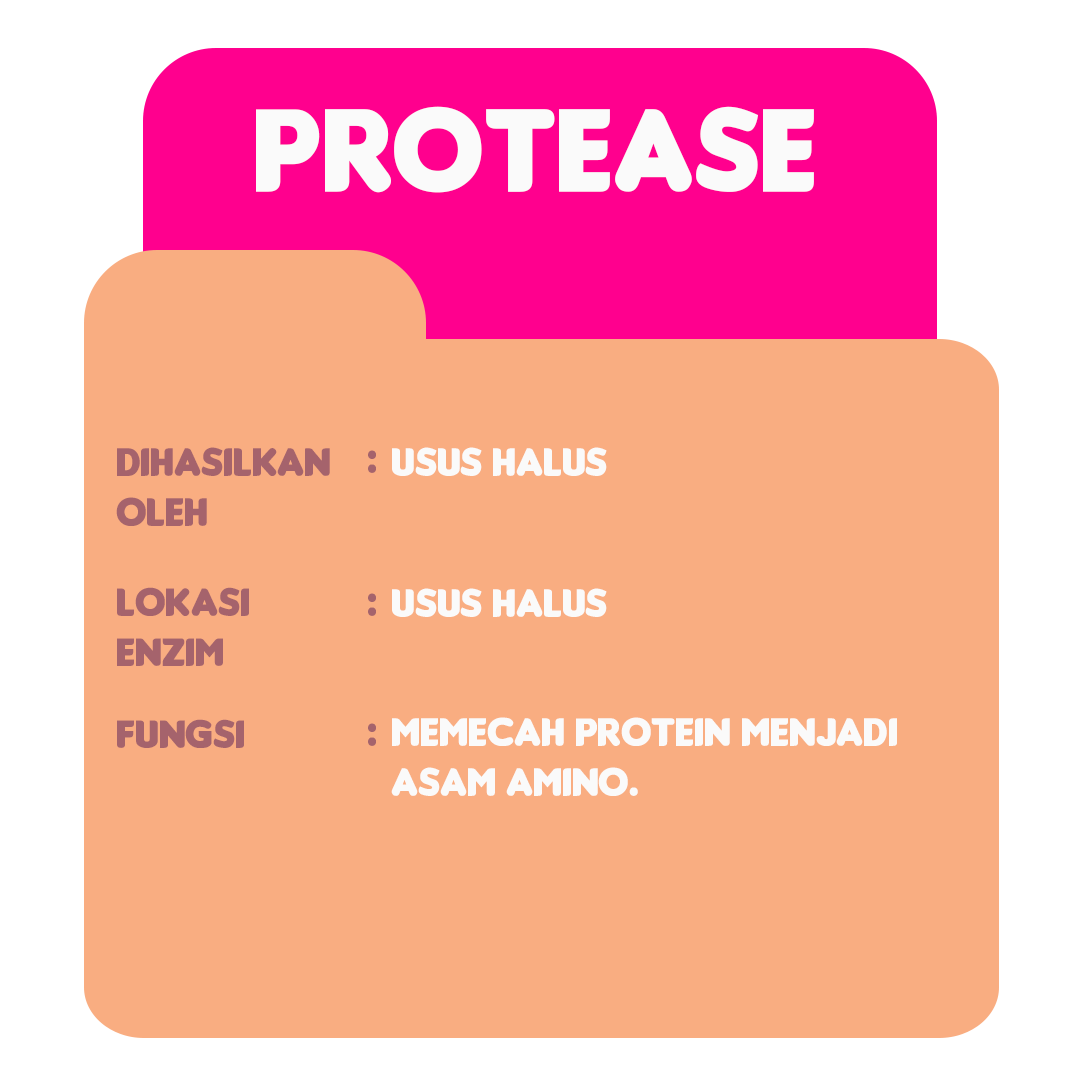 PROTEASE
DIHASILKAN OLEH : USUS HALUS
LOKASI ENZIM : USUS HALUS
FUNGSI : MEMECAH PROTEIN MENJADI
ASAM AMINO.